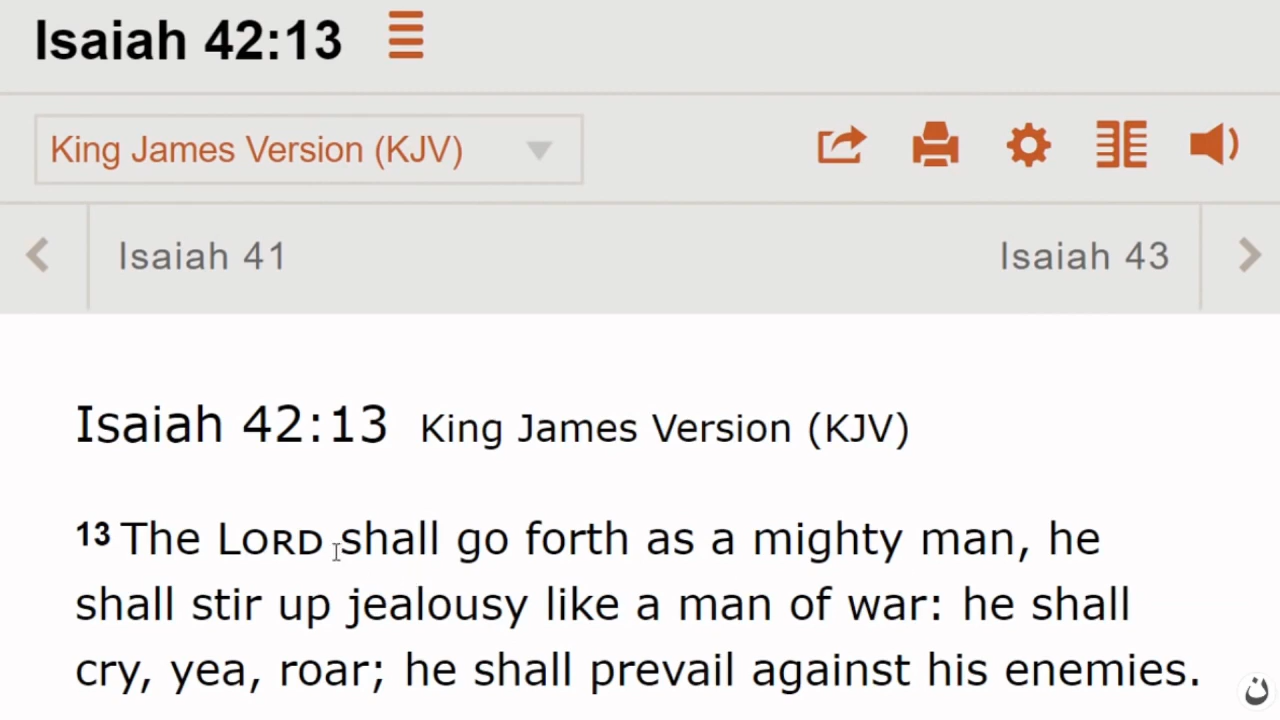 Isaiah 42:13
King James Version (KJV)
Isaiah 41
Isaiah 43
Isaiah 42:13 King James Version (KJV)
13 The LORD shall go forth as a mighty man, he
shall stir up jealousy like a man of war: he shall
cry, yea, roar; he shall prevail against his enemies.
ن